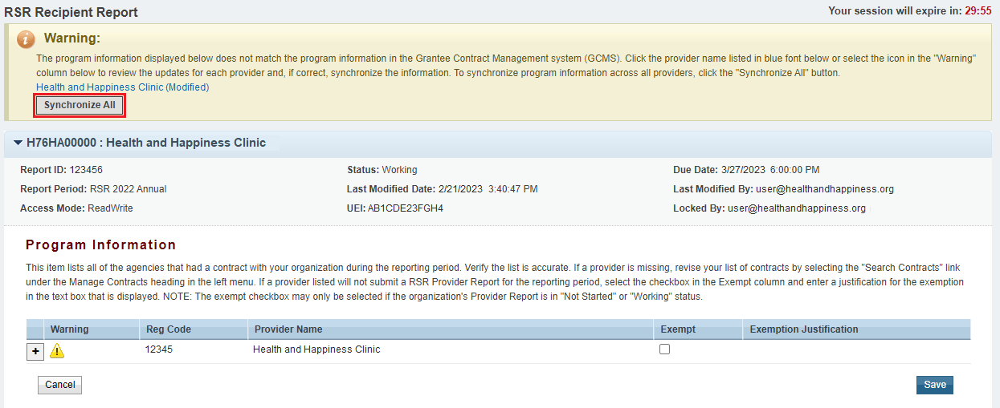 RSR Recipient Report
Your session will expire in: 29:55
Warning:
The program information displayed below does not match the program information in the Grantee Contract Management system (GCMS). Click the provider name listed in blue font below or select the icon in the "Warning"
column below to review the updates for each provider and, if correct, synchronize the information. To synchronize program information across all providers, click the "Synchronize All" button.
Health and Happiness Clinic (Modified)
Synchronize All
H76HA00000 : Health and Happiness Clinic
Report ID: 123456 Status: Working Due Date: 3/27/2023 6:00:00 PM
Report Period: RSR 2022 Annual Last Modified Date: 2/21/2023 3:40:47 PM Last Modified By: user@healthandhappiness.org
Access Mode: ReadWrite UEI: AB1CDE23FGH4 Locked By: user@healthandhappiness.org
Program Information
This item lists all of the agencies that had a contract with your organization during the reporting period. Verify the list is accurate. If a provider is missing, revise your list of contracts by selecting the "Search Contracts" link
under the Manage Contracts heading in the left menu. If a provider listed will not submit a RSR Provider Report for the reporting period, select the checkbox in the Exempt column and enter a justification for the exemption
in the text box that is displayed. NOTE: The exempt checkbox may only be selected if the organization's Provider Report is in "Not Started" or "Working" status.
Warning Reg Code Provider Name Exempt Exemption Justification
+ 12345 Health and Happiness Clinic
Cancel Save